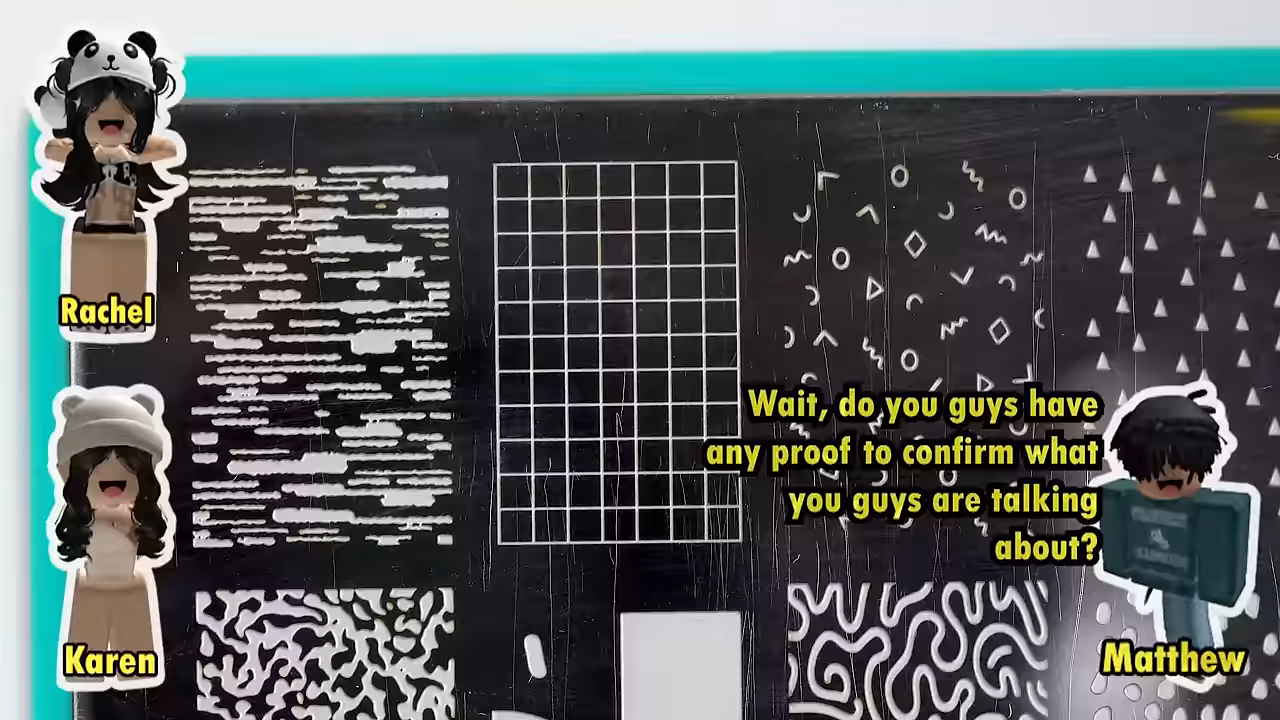 Rachel
Wait, do you guys have
any proof to confirm what
you guys are talking
about?
Karen
Matthew